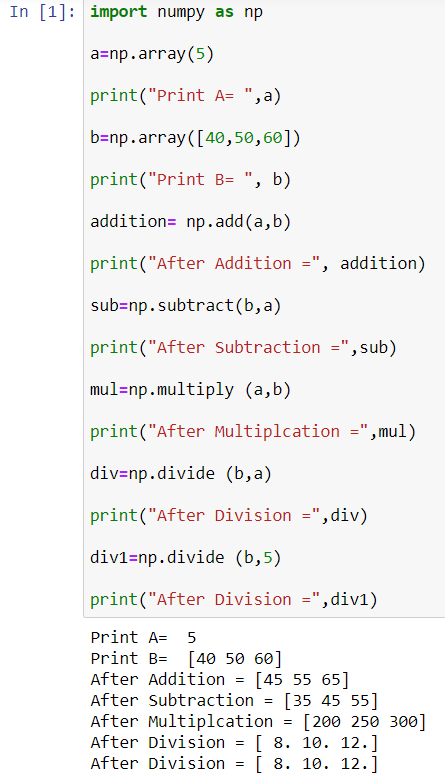 In [1]: import numpy as np
a=np.array(5)
print("Print A= ",a)
b=np.array([40,50,60])
print("Print B= ", b)
addition= np.add(a,b)
print("After Addition =", addition)
sub=np.subtract(b,a)
print("After Subtraction =",sub)
mul=np.multiply (a,b)
print("After Multiplcation =",mul)
div=np.divide (b,a)
print("After Division =",div)
div1=np.divide (b,5)
print("After Division =",div1)
Print A=  5
Print B=  [40 50 60]
After Addition = [45 55 65]
After Subtraction = [35 45 55]
After Multiplcation = [200 250 300]
After Division = [ 8. 10. 12.]
After Division = [ 8. 10. 12.]